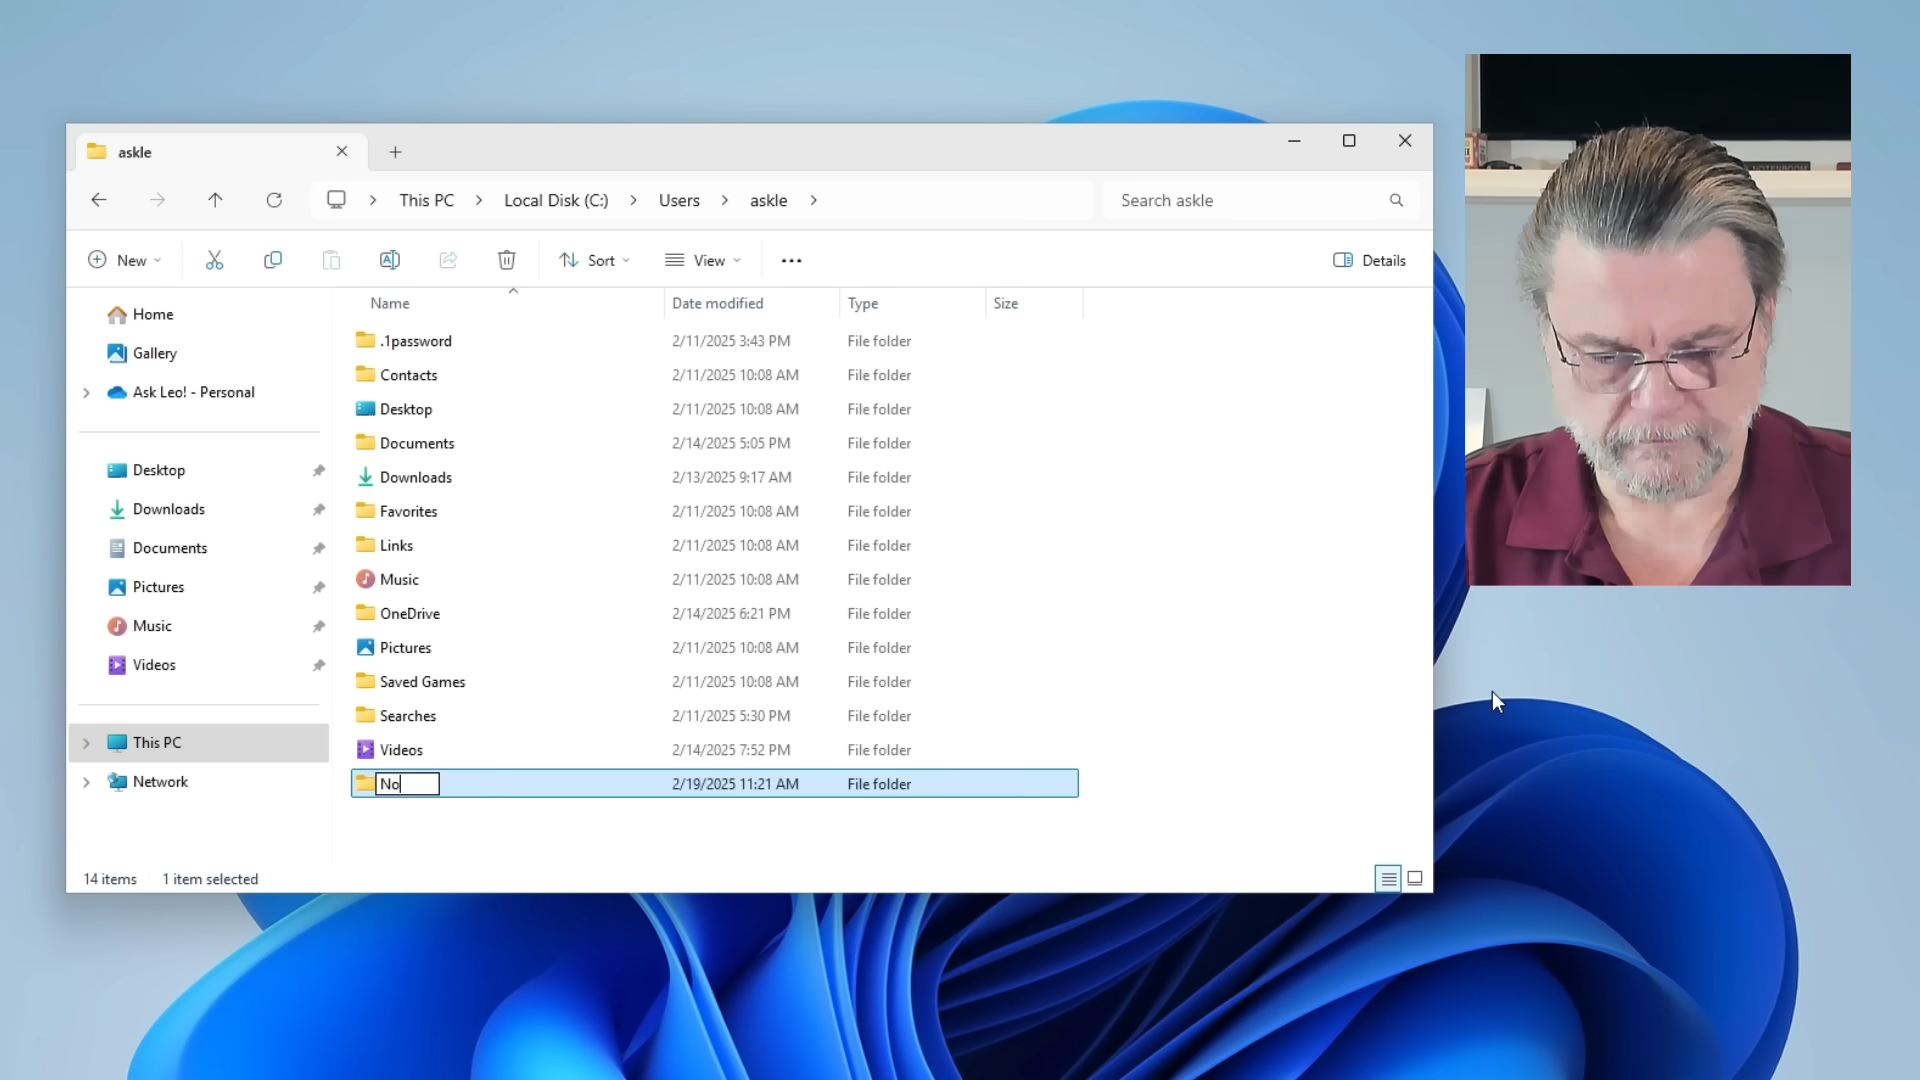 askle
This PC > Local Disk (C:) > Users > askle >
Search askle
New
Sort
View
Details
Name
Date modified
Type
Size
Home
Gallery
Ask Leo! - Personal
Desktop
Downloads
Documents
Pictures
Music
Videos
This PC
Network
.1password 2/11/2025 3:43 PM File folder
Contacts 2/11/2025 10:08 AM File folder
Desktop 2/11/2025 10:08 AM File folder
Documents 2/14/2025 5:05 PM File folder
Downloads 2/13/2025 9:17 AM File folder
Favorites 2/11/2025 10:08 AM File folder
Links 2/11/2025 10:08 AM File folder
Music 2/11/2025 10:08 AM File folder
OneDrive 2/14/2025 6:21 PM File folder
Pictures 2/11/2025 10:08 AM File folder
Saved Games 2/11/2025 10:08 AM File folder
Searches 2/11/2025 5:30 PM File folder
Videos 2/14/2025 7:52 PM File folder
No 2/19/2025 11:21 AM File folder
14 items
1 item selected